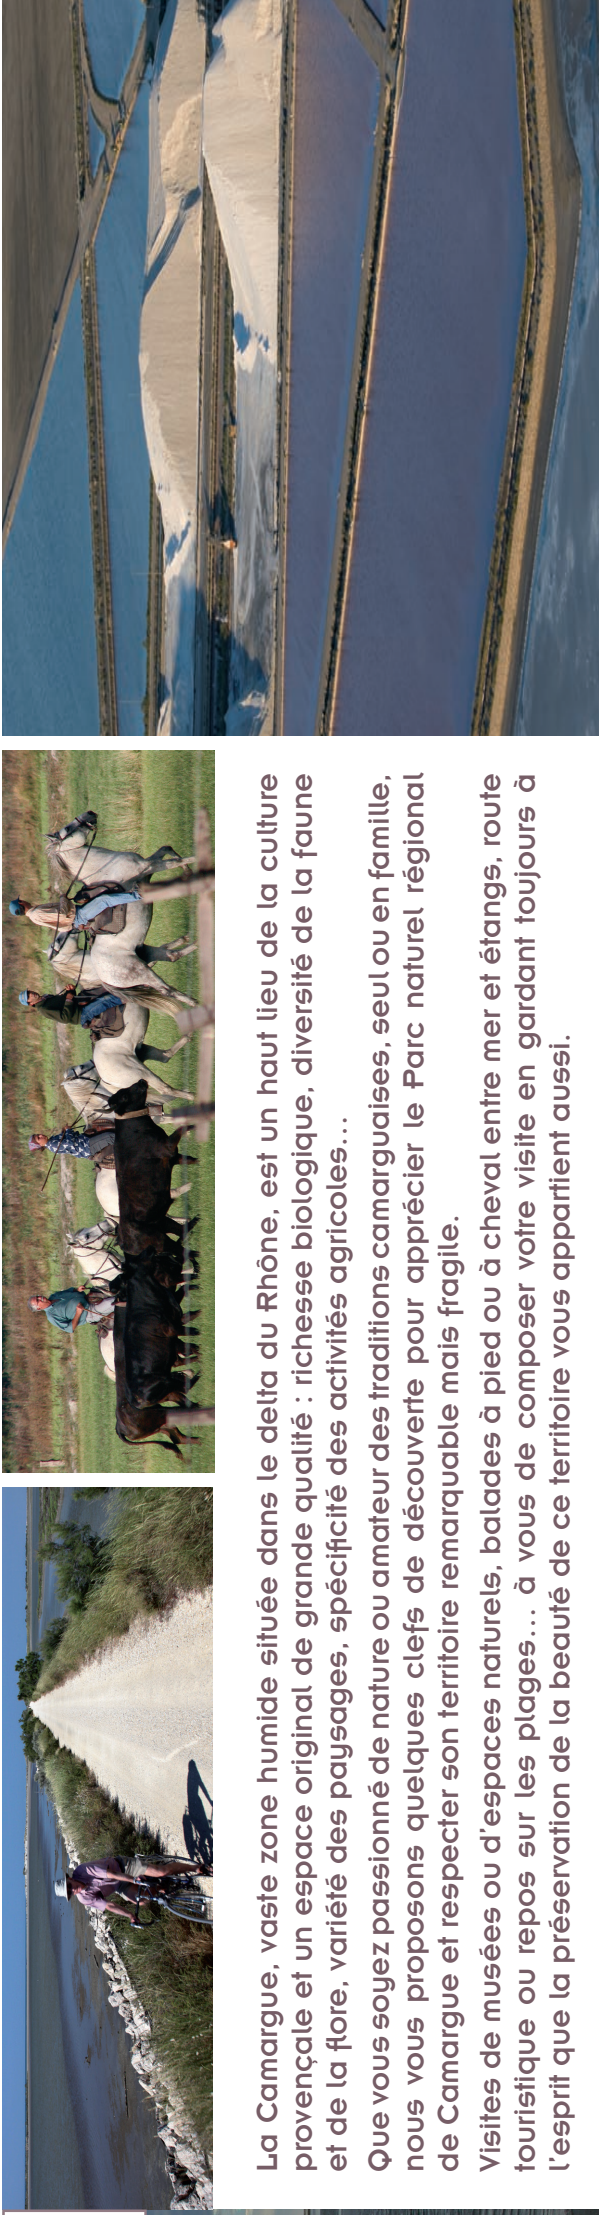 La Camargue, vaste zone humide située dans le delta du Rhône, est un haut lieu de la culture
provençale et un espace original de grande qualité : richesse biologique, diversité de la faune
et de la flore, variété des paysages, spécificité des activités agricoles...
Que vous soyez passionné de nature ou amateur des traditions camarguaises, seul ou en famille,
nous vous proposons quelques clefs de découverte pour apprécier le Parc naturel régional
de Camargue et respecter son territoire remarquable mais fragile.
Visites de musées ou d'espaces naturels, balades à pied ou à cheval entre mer et étangs, route
touristique ou repos sur les plages... à vous de composer votre visite en gardant toujours à
l'esprit que la préservation de la beauté de ce territoire vous appartient aussi.